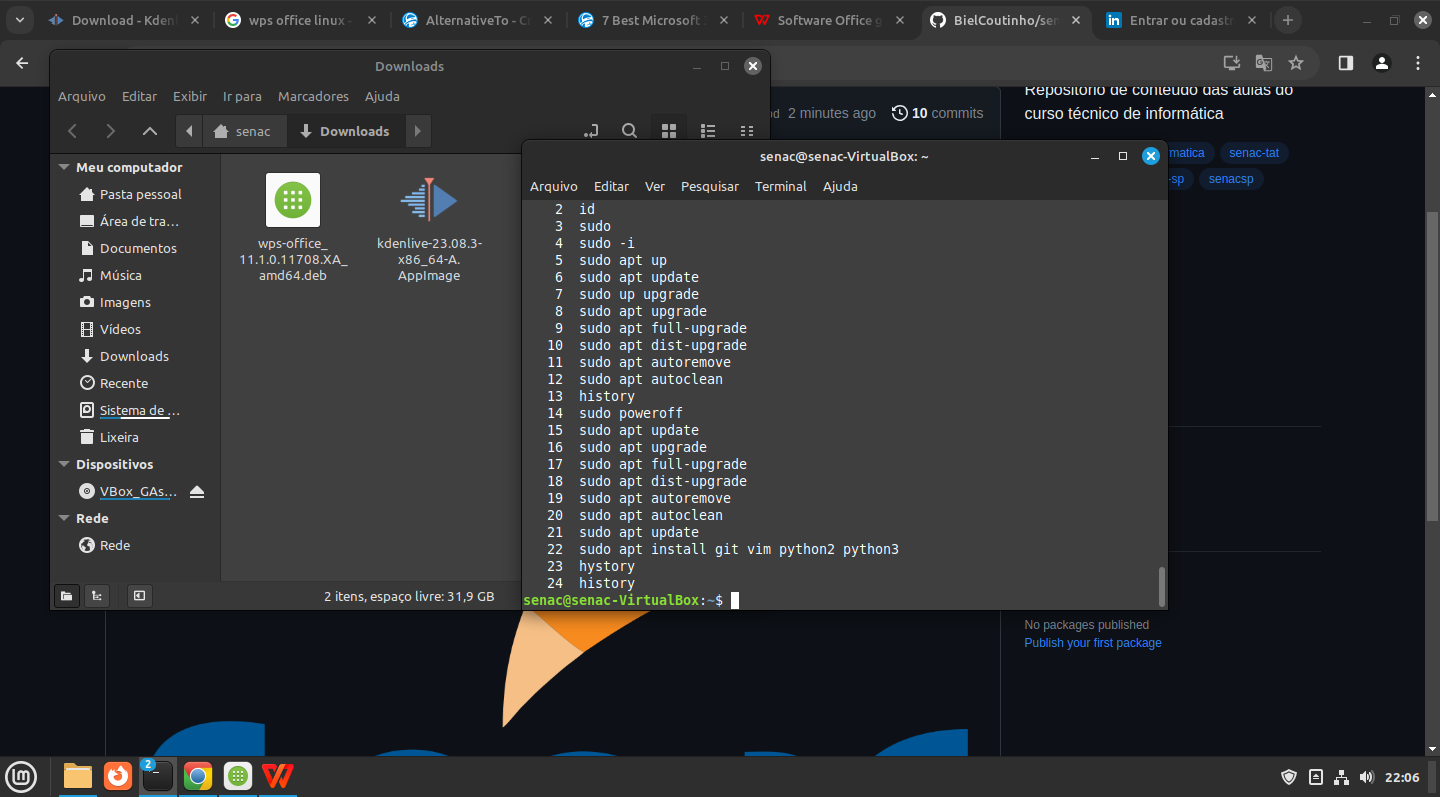 Download - Kden
wps office linux -
AlternativeTo - Cr
7 Best Microsoft
Software Office g
BielCoutinho/sen
Entrar ou cadastr
Downloads
Arquivo Editar Exibir Ir para Marcadores Ajuda
senac Downloads
Meu computador
Pasta pessoal
Área de tra...
Documentos
Música
Imagens
Vídeos
Downloads
Recente
Sistema de ...
Lixeira
Dispositivos
VBox_GAs...
Rede
Rede
wps-office_
11.1.0.11708.XA_
amd64.deb
kdenlive-23.08.3-
x86_64-A.
AppImage
2 itens, espaço livre: 31,9 GB
2 minutes ago 10 commits
Repositório de conteúdo das aulas do
curso técnico de informática
matica senac-tat
-sp senacsp
senac@senac-VirtualBox: ~
Arquivo Editar Ver Pesquisar Terminal Ajuda
2 id
3 sudo
4 sudo -i
5 sudo apt up
6 sudo apt update
7 sudo up upgrade
8 sudo apt upgrade
9 sudo apt full-upgrade
10 sudo apt dist-upgrade
11 sudo apt autoremove
12 sudo apt autoclean
13 history
14 sudo poweroff
15 sudo apt update
16 sudo apt upgrade
17 sudo apt full-upgrade
18 sudo apt dist-upgrade
19 sudo apt autoremove
20 sudo apt autoclean
21 sudo apt update
22 sudo apt install git vim python2 python3
23 hystory
24 history
senac@senac-VirtualBox:~$
No packages published
Publish your first package
2
22:06